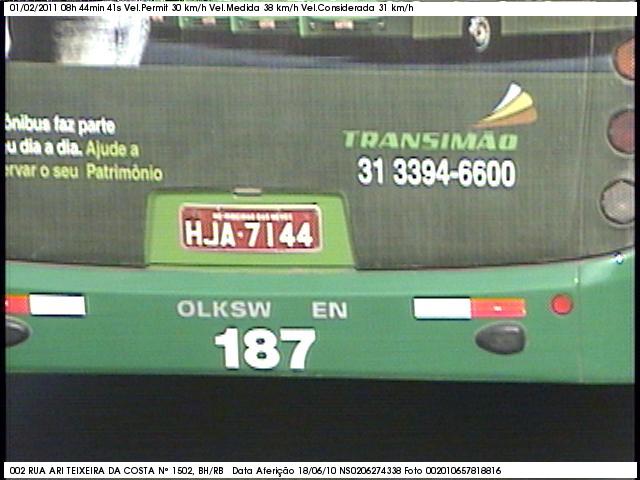 01/02/2011 08h 44min 41s Vel.Permit 30 km/h Vel.Medida 38 km/h Vel.Considerada 31 km/h
ônibus faz parte
u dia a dia. Ajude a
ervar o seu Patrimônio
TRANSIMÃO
31 3394-6600
HJA-7144
OLKSW EN
187
002 RUA ARI TEIXEIRA DA COSTA Nº 1502, BH/RB Data Aferição 18/06/10 NS0206274338 Foto 002010657818816